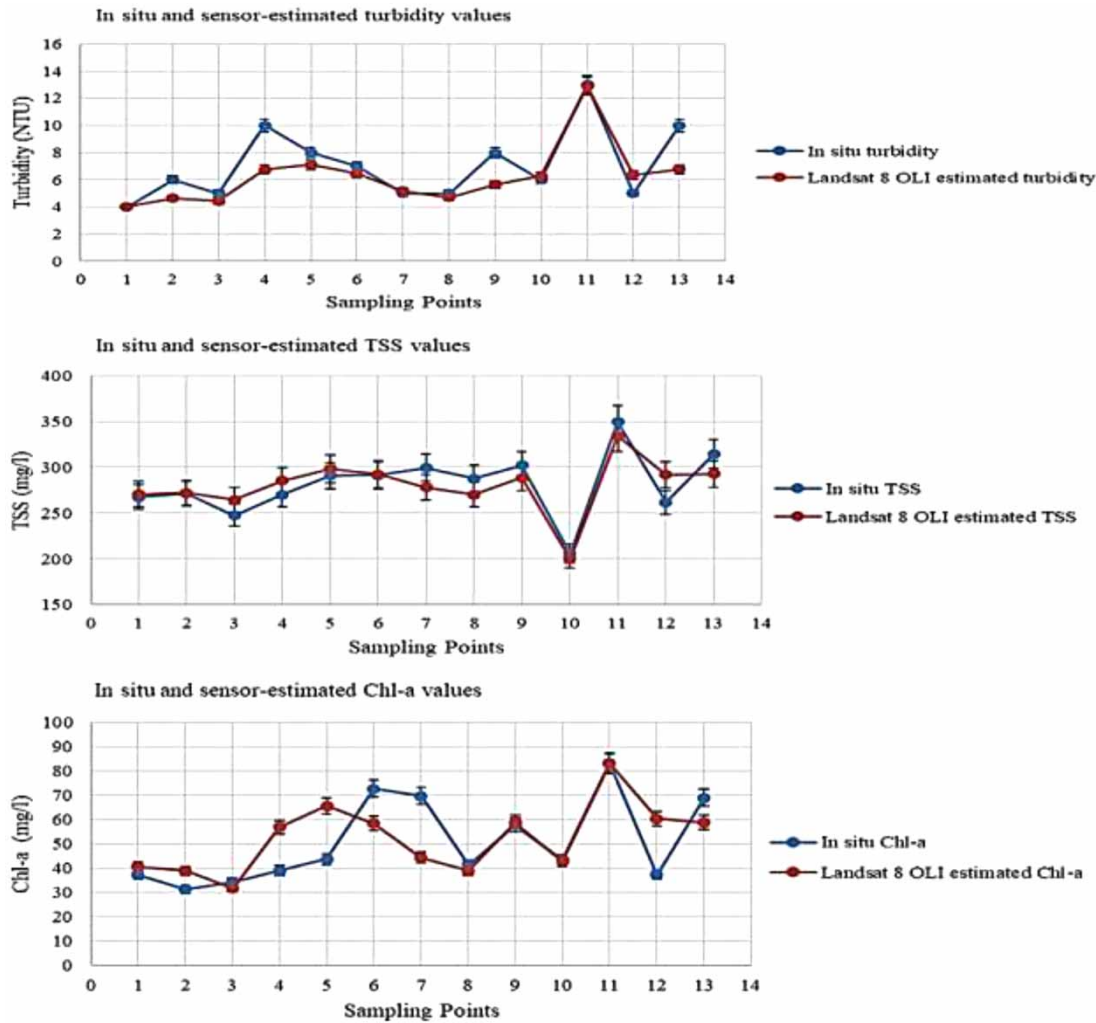 In situ and sensor-estimated turbidity values
16
14
12
10
8
6
4
2
0
Turbidity (NTU)
0 1 2 3 4 5 6 7 8 9 10 11 12 13 14
Sampling Points
In situ turbidity
Landsat 8 OLI estimated turbidity
In situ and sensor-estimated TSS values
400
350
300
250
200
150
TSS (mg/l)
0 1 2 3 4 5 6 7 8 9 10 11 12 13 14
Sampling Points
In situ TSS
Landsat 8 OLI estimated TSS
In situ and sensor-estimated Chl-a values
100
90
80
70
60
50
40
30
20
10
0
Chl-a (mg/l)
0 1 2 3 4 5 6 7 8 9 10 11 12 13 14
Sampling Points
In situ Chl-a
Landsat 8 OLI estimated Chl-a